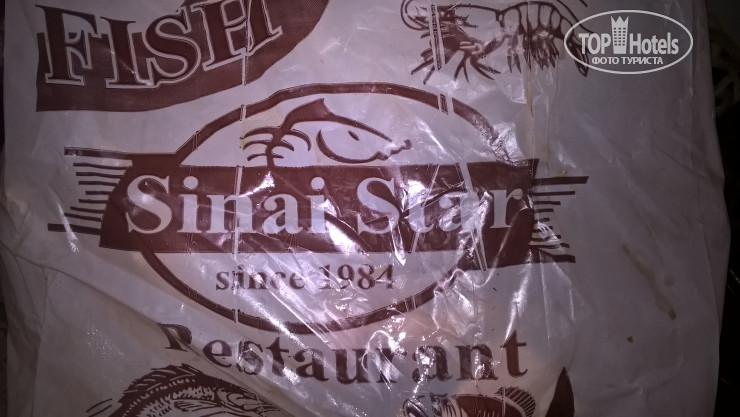 FISH
TOP Hotels
ФОТО ТУРИСТА
Sinai Star
since 1984
Restaurant